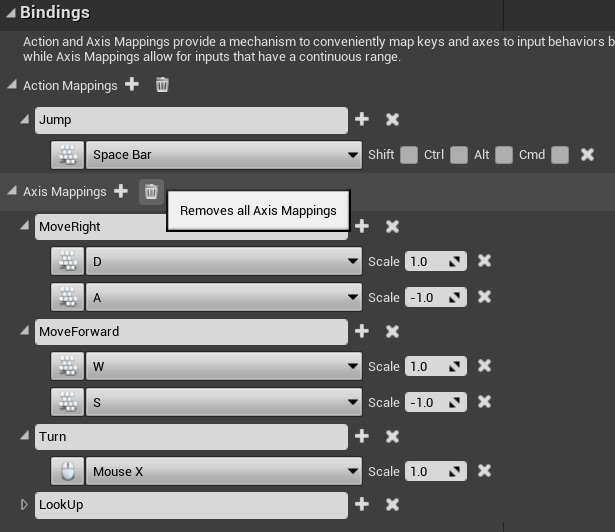 Bindings
Action and Axis Mappings provide a mechanism to conveniently map keys and axes to input behaviors b
while Axis Mappings allow for inputs that have a continuous range.
Action Mappings
Jump
Space Bar Shift Ctrl Alt Cmd
Axis Mappings
Removes all Axis Mappings
MoveRight
D Scale 1.0
A Scale -1.0
MoveForward
W Scale 1.0
S Scale -1.0
Turn
Mouse X Scale 1.0
LookUp